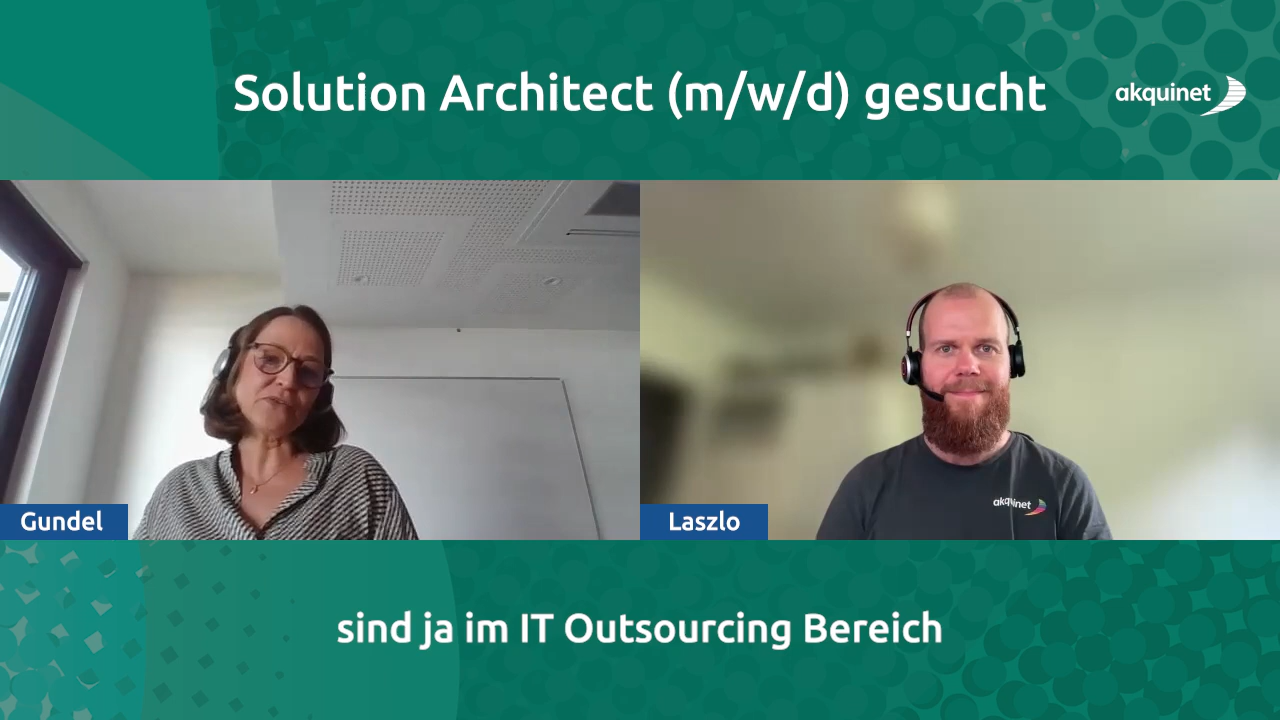 Solution Architect (m/w/d) gesucht
akquinet
akquinet
Gundel
Laszlo
sind ja im IT Outsourcing Bereich